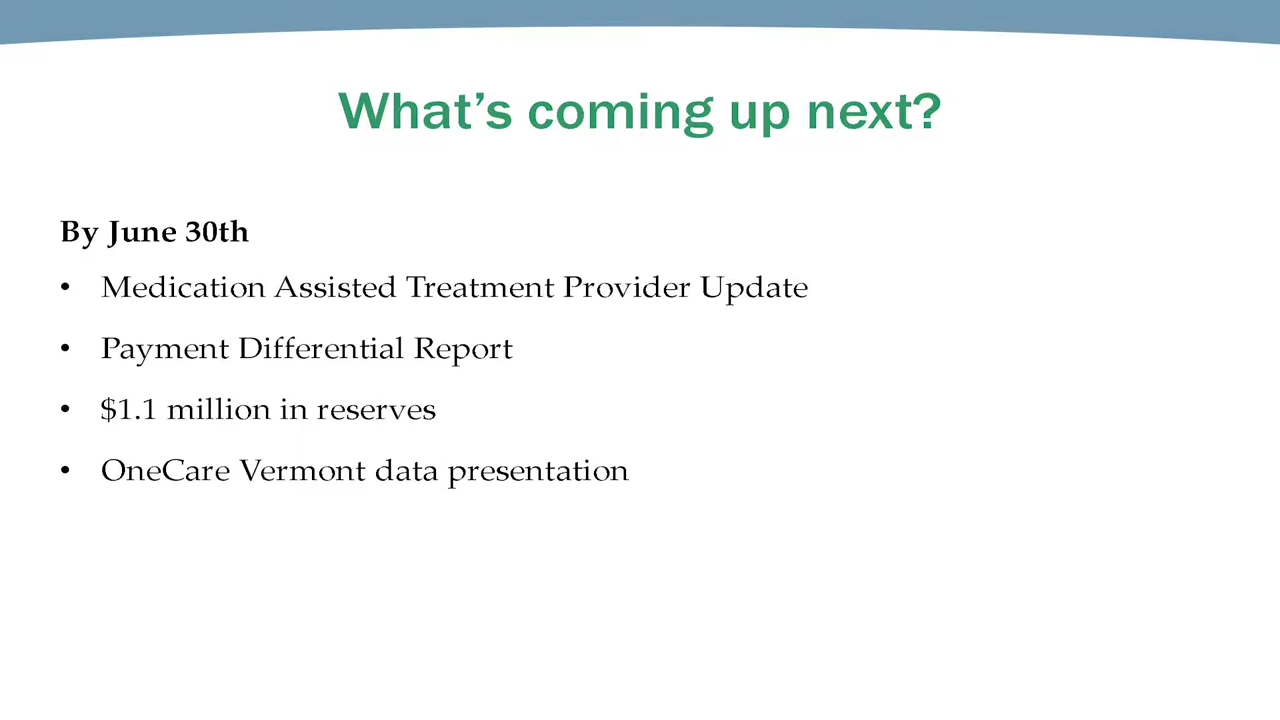 What’s coming up next?
By June 30th
• Medication Assisted Treatment Provider Update
• Payment Differential Report
• $1.1 million in reserves
• OneCare Vermont data presentation